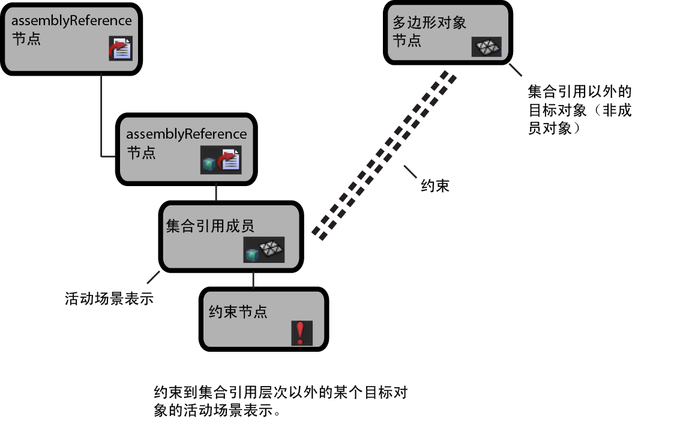 assemblyReference
节点
多边形对象
节点
集合引用以外的
目标对象（非成
员对象）
assemblyReference
节点
约束
集合引用成员
活动场景表示
约束节点
约束到集合引用层次以外的某个目标对
象的活动场景表示。